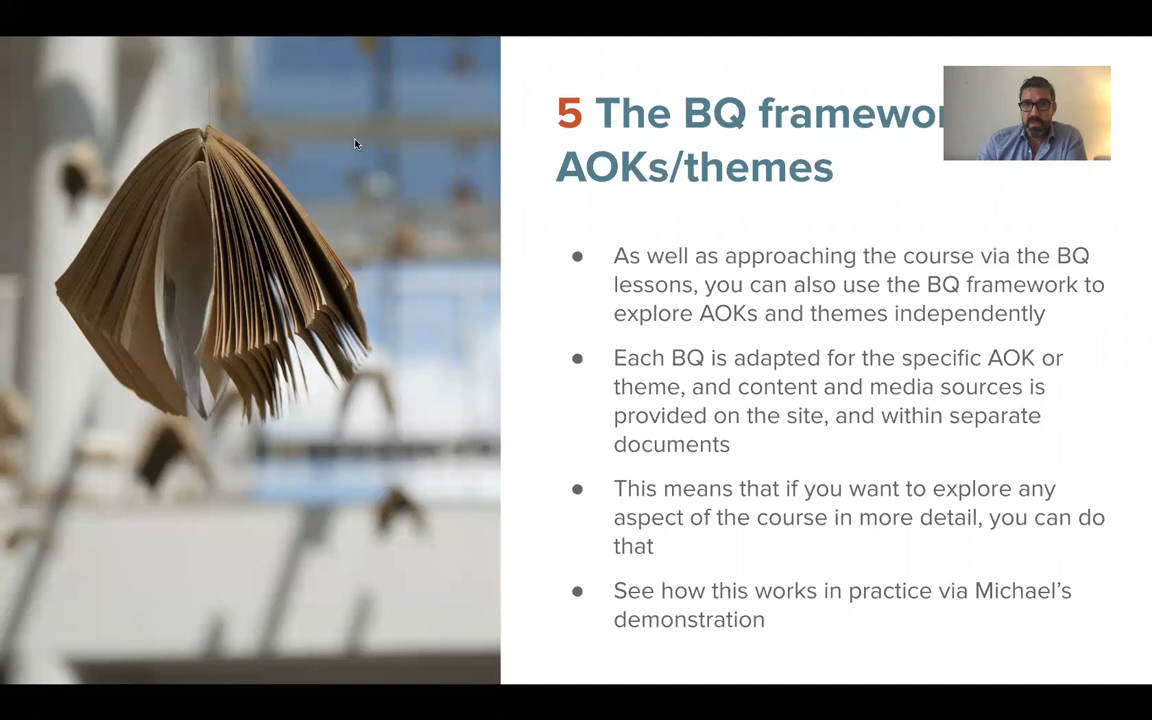 5 The BQ framewor
AOKs/themes
● As well as approaching the course via the BQ
lessons, you can also use the BQ framework to
explore AOKs and themes independently
● Each BQ is adapted for the specific AOK or
theme, and content and media sources is
provided on the site, and within separate
documents
● This means that if you want to explore any
aspect of the course in more detail, you can do
that
● See how this works in practice via Michael’s
demonstration